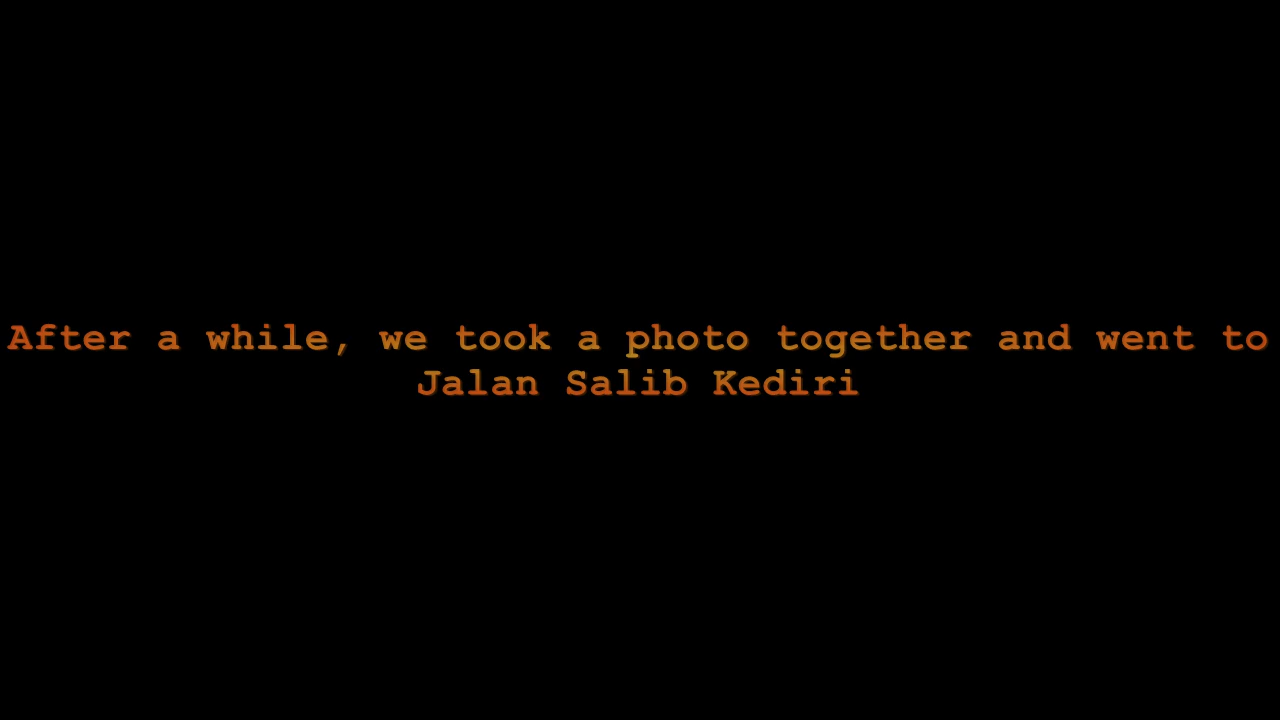 After a while, we took a photo together and went to
Jalan Salib Kediri